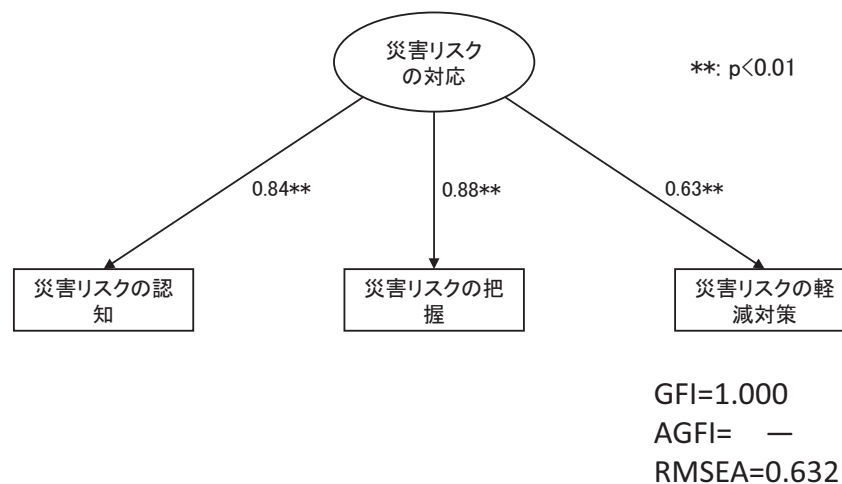 災害リスク
の対応
**: p<0.01
0.84**
0.88**
0.63**
災害リスクの認
知
災害リスクの把
握
災害リスクの軽
減対策
GFI=1.000
AGFI= —
RMSEA=0.632